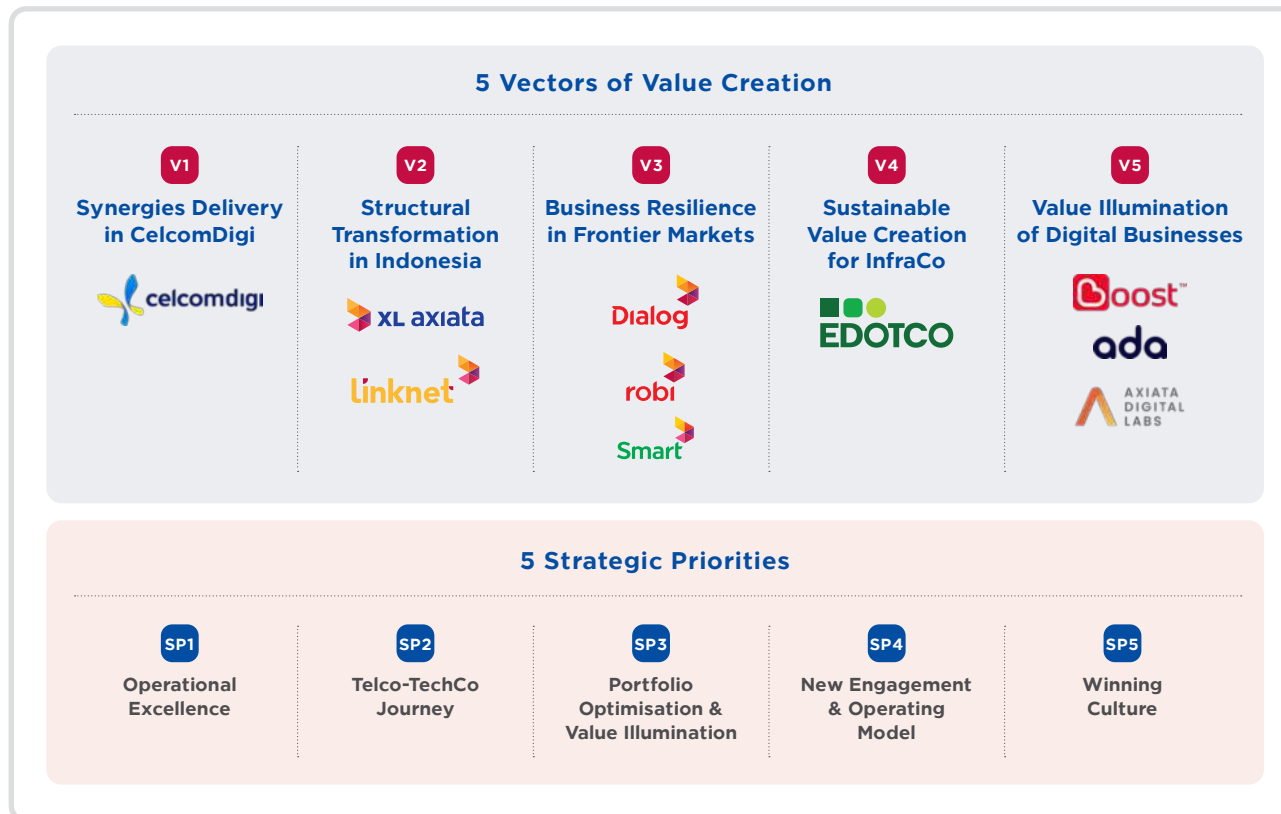 5 Vectors of Value Creation
V1
Synergies Delivery
in CelcomDigi
celcomdigi
V2
Structural
Transformation
in Indonesia
XL axiata
linknet
V3
Business Resilience
in Frontier Markets
Dialog
robi
Smart
V4
Sustainable
Value Creation
for InfraCo
EDOTCO
V5
Value Illumination
of Digital Businesses
Boost™
ada
AXIATA
DIGITAL
LABS
5 Strategic Priorities
SP1
Operational
Excellence
SP2
Telco-TechCo
Journey
SP3
Portfolio
Optimisation &
Value Illumination
SP4
New Engagement
& Operating
Model
SP5
Winning
Culture